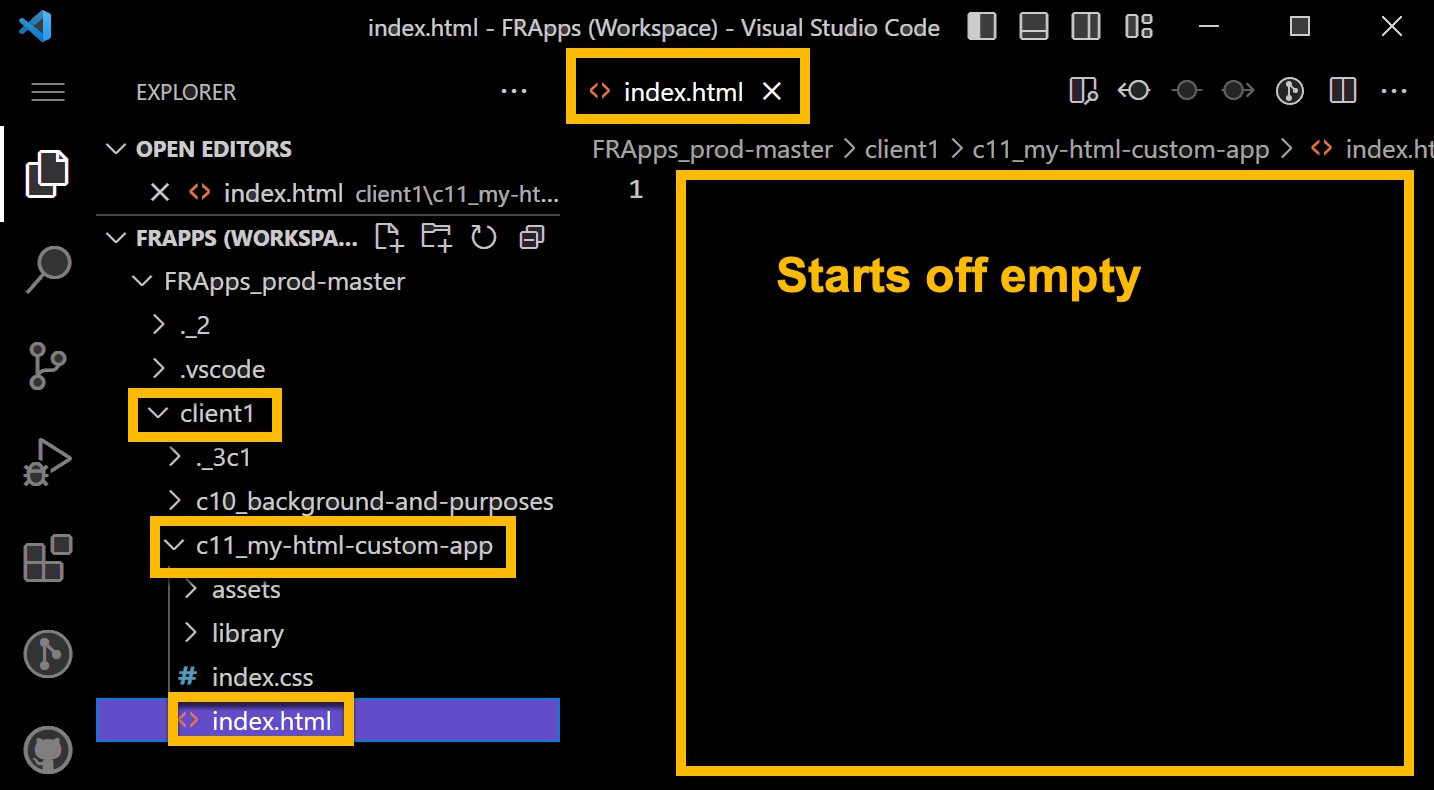 index.html - FRApps (Workspace) - Visual Studio Code
EXPLORER
OPEN EDITORS
index.html client1\c11_my-ht...
FRAPPS (WORKSPA...
FRApps_prod-master
._2
.vscode
client1
._3c1
c10_background-and-purposes
c11_my-html-custom-app
assets
library
# index.css
<> index.html
<> index.html
FRApps_prod-master > client1 > c11_my-html-custom-app > <> index.ht
1
Starts off empty